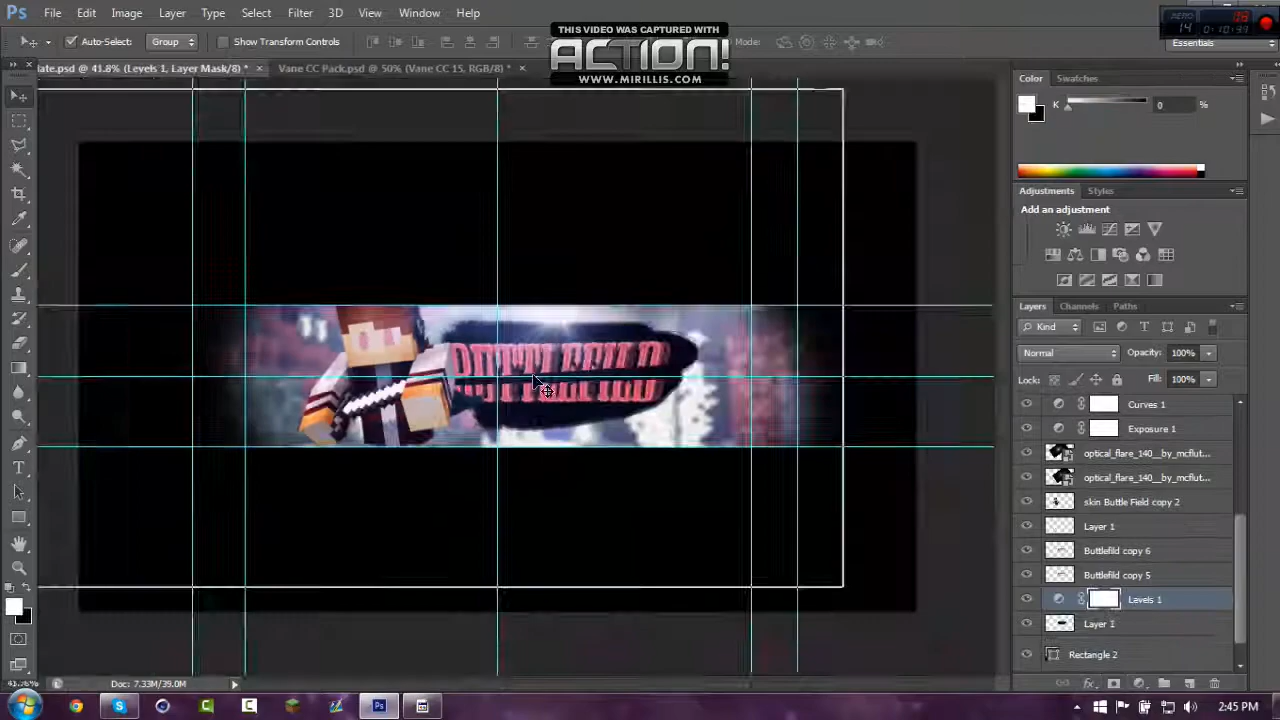 Ps File Edit Image Layer Type Select Filter 3D View Window Help
THIS VIDEO WAS CAPTURED WITH
ACTION!
WWW.MIRILLIS.COM
Auto-Select: Group Show Transform Controls
Mode:
Essentials
late.psd @ 41.8% (Levels 1, Layer Mask/8) * × Vane CC Pack.psd @ 50% (Vane CC 15, RGB/8) * ×
Color Swatches
K 0 %
Adjustments Styles
Add an adjustment
Layers Channels Paths
Kind
Normal Opacity: 100%
Lock: Fill: 100%
Curves 1
Exposure 1
optical_flare_140__by_mcflut...
optical_flare_140__by_mcflut...
skin Buttle Field copy 2
Layer 1
Buttlefild copy 6
Buttlefild copy 5
Levels 1
Layer 1
Rectangle 2
Doc: 7.33M/39.0M
fx
2:45 PM